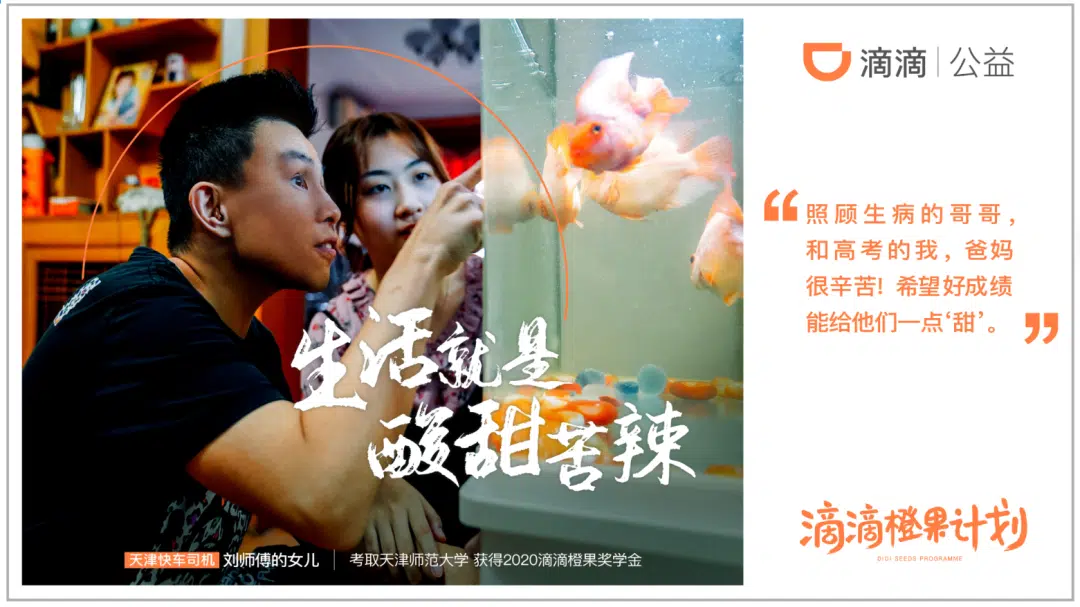 滴滴|公益
“照顾生病的哥哥，
和高考的我，爸妈
很辛苦! 希望好成绩
能给他们一点‘甜’。”
生活就是
酸甜苦辣
天津快车司机 刘师傅的女儿 | 考取天津师范大学 获得2020滴滴橙果奖学金
滴滴橙果计划
DIGI SEEDS PROGRAMME